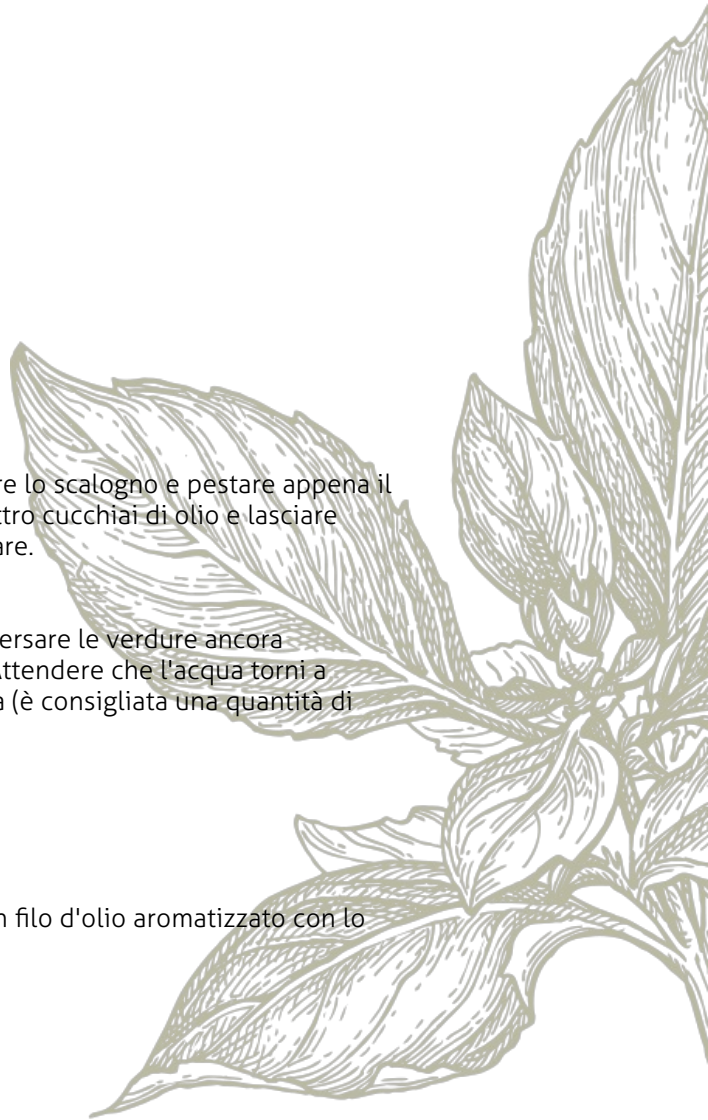 re lo scalogno e pestare appena il
ttro cucchiai di olio e lasciare
are.
ersare le verdure ancora
Attendere che l'acqua torni a
a (è consigliata una quantità di
n filo d'olio aromatizzato con lo